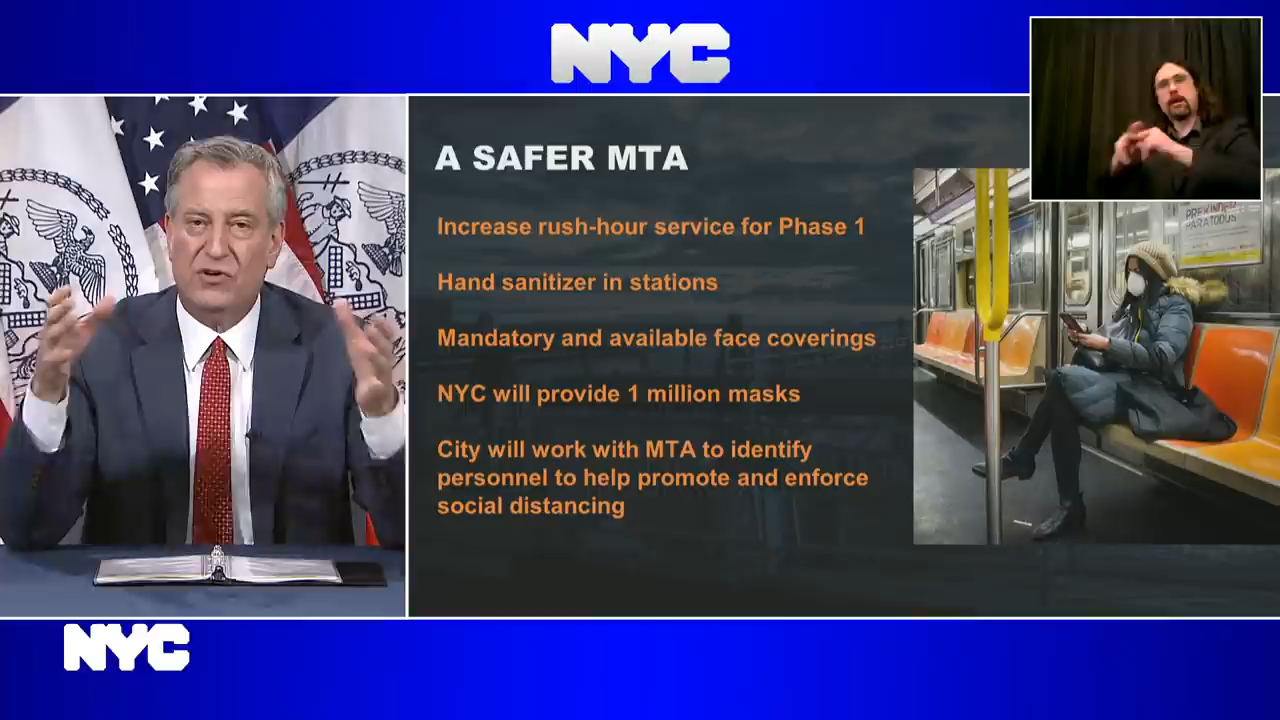 NYC
A SAFER MTA
Increase rush-hour service for Phase 1
Hand sanitizer in stations
Mandatory and available face coverings
NYC will provide 1 million masks
City will work with MTA to identify
personnel to help promote and enforce
social distancing
PARA TODOS
NYC